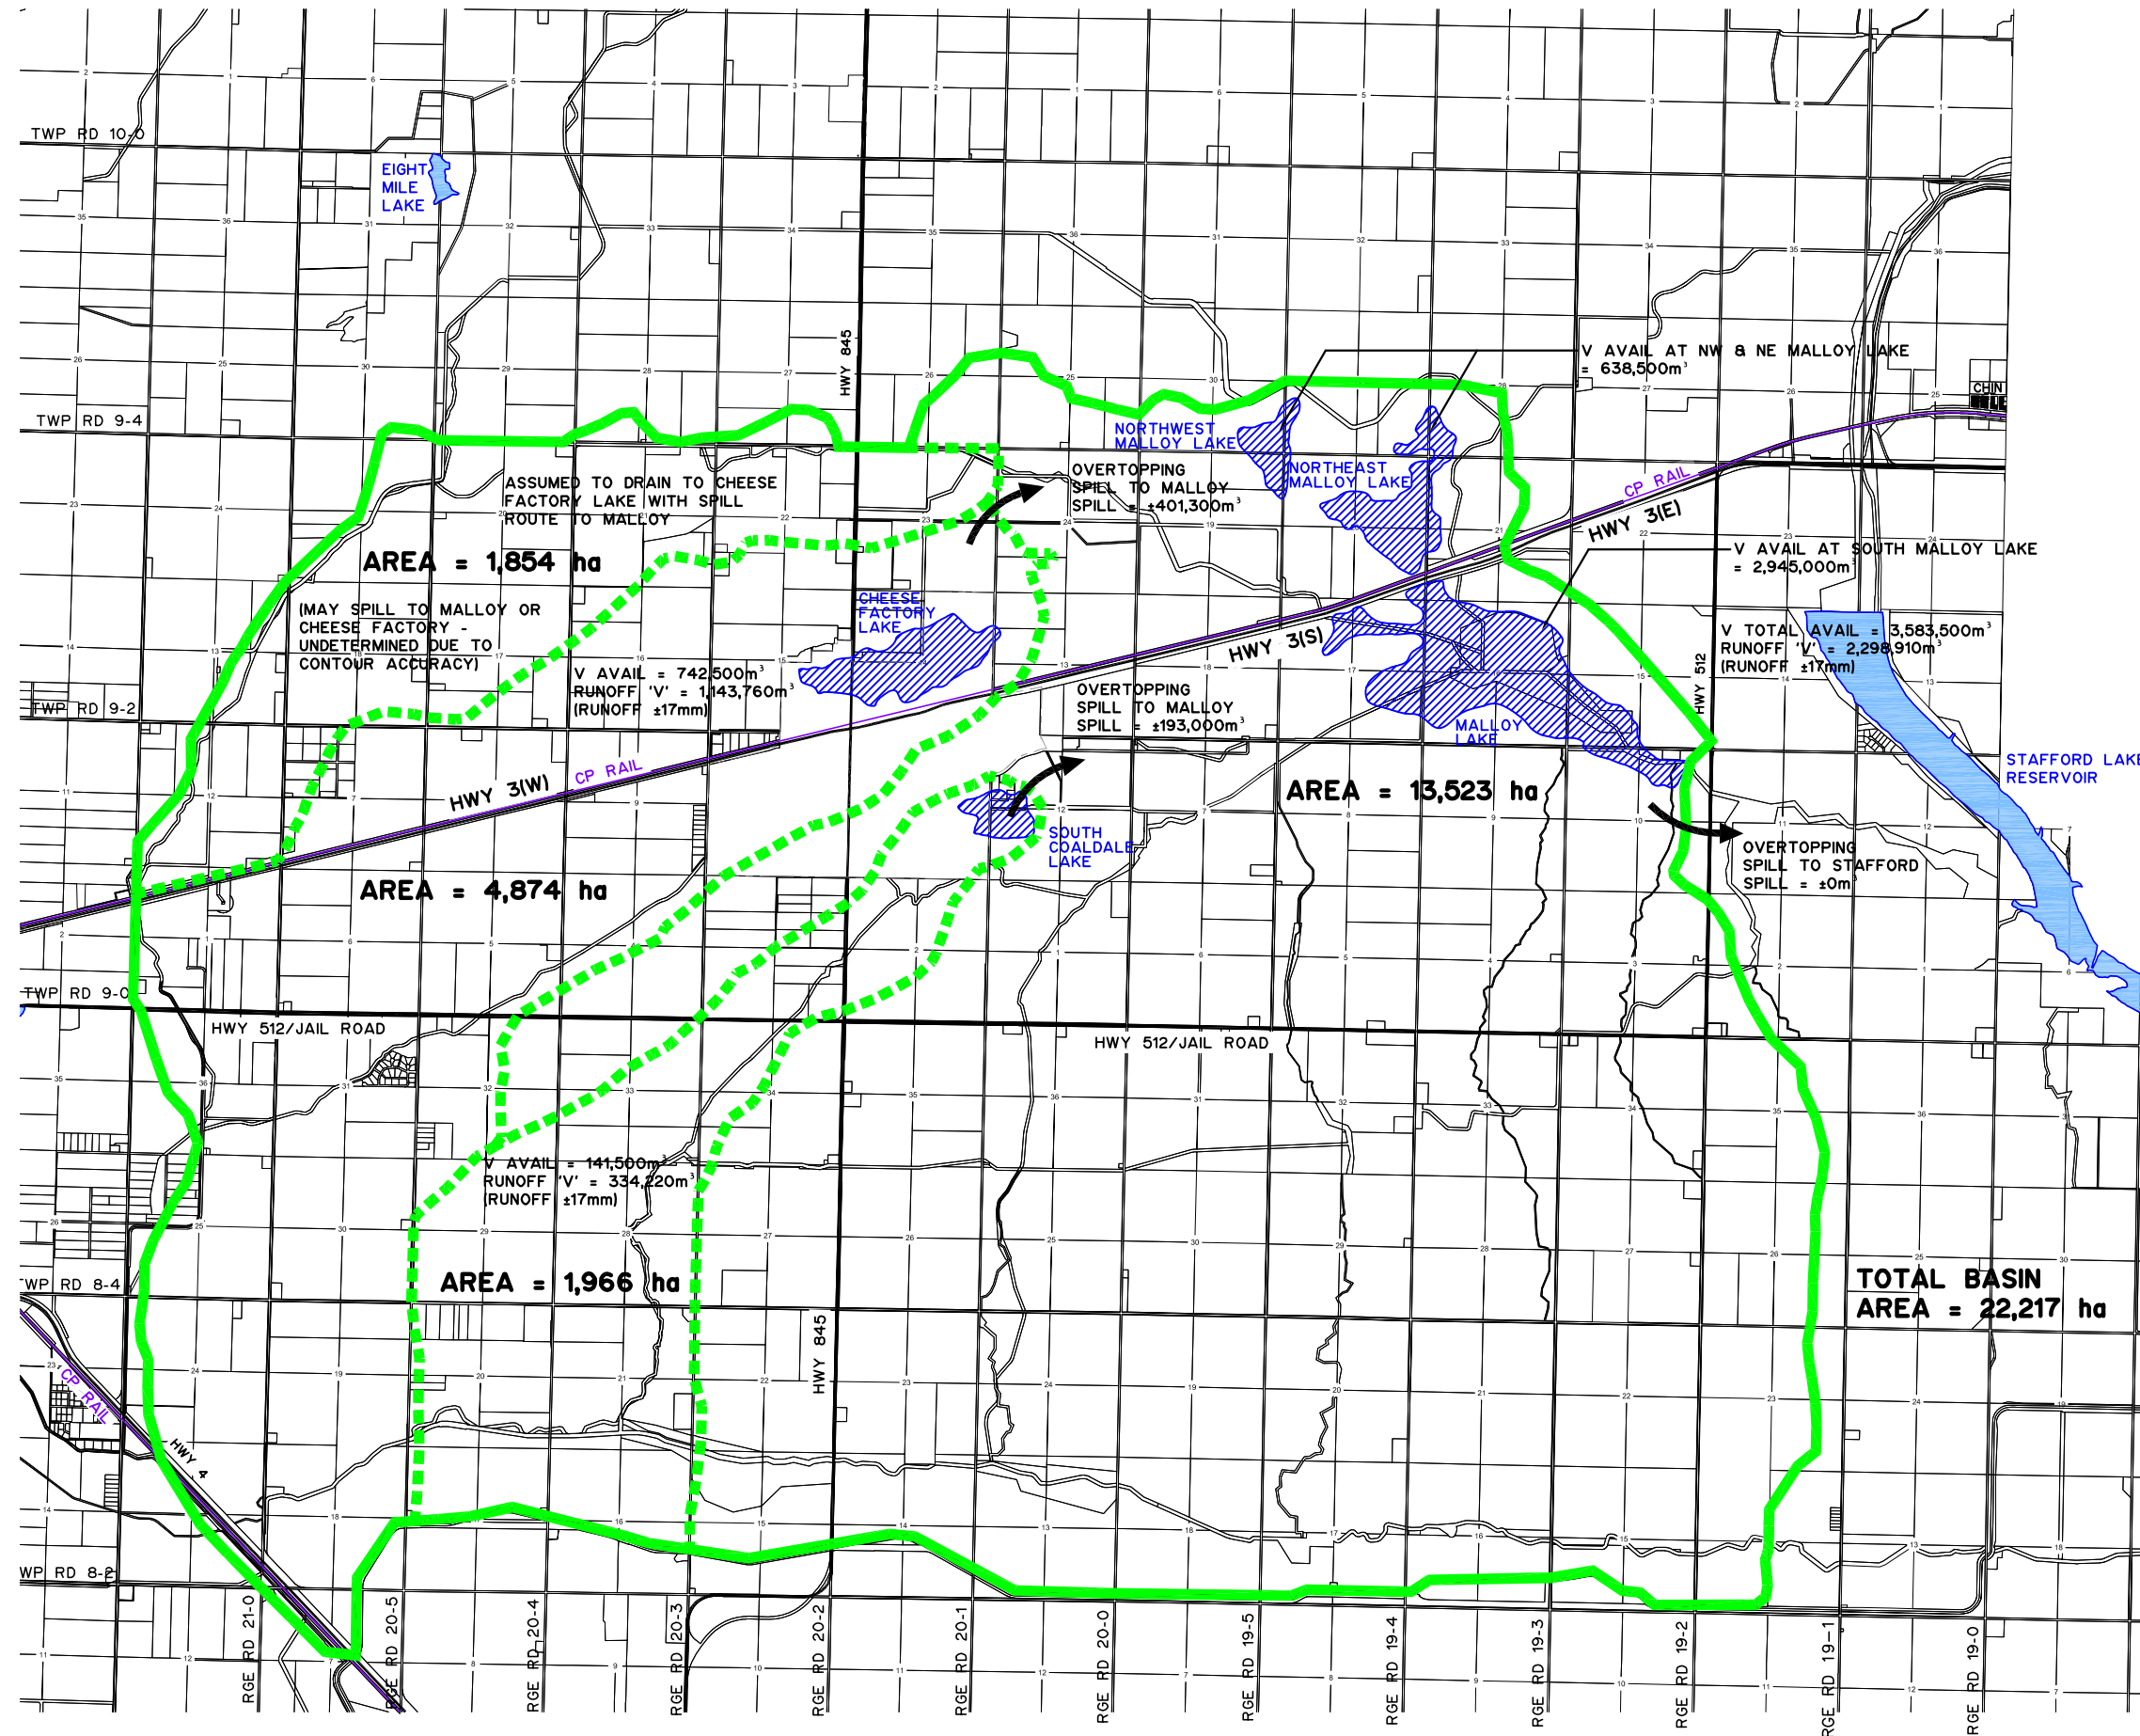 TWP RD 10-0
EIGHT
MILE
LAKE
HWY 845
V AVAIL AT NW & NE MALLOY LAKE
= 638,500m³
CHIN
TWP RD 9-4
NORTHWEST
MALLOY LAKE
NORTHEAST
MALLOY LAKE
OVERTOPPING
SPILL TO MALLOY
SPILL = ±401,300m³
CP RAIL
HWY 3(E)
ASSUMED TO DRAIN TO CHEESE
FACTORY LAKE WITH SPILL
ROUTE TO MALLOY
AREA = 1,854 ha
(MAY SPILL TO MALLOY OR
CHEESE FACTORY -
UNDETERMINED DUE TO
CONTOUR ACCURACY)
V AVAIL AT SOUTH MALLOY LAKE
= 2,945,000m³
CHEESE
FACTORY
LAKE
HWY 3(S)
V TOTAL AVAIL = 3,583,500m³
RUNOFF 'V' = 2,298,910m³
(RUNOFF ±17mm)
HWY 512
V AVAIL = 742,500m³
RUNOFF 'V' = 1,143,760m³
(RUNOFF ±17mm)
TWP RD 9-2
OVERTOPPING
SPILL TO MALLOY
SPILL = ±193,000m³
MALLOY
LAKE
STAFFORD LAKE
RESERVOIR
HWY 3(W)
CP RAIL
AREA = 13,523 ha
SOUTH
COALDALE
LAKE
OVERTOPPING
SPILL TO STAFFORD
SPILL = ±0m³
AREA = 4,874 ha
TWP RD 9-0
HWY 512/JAIL ROAD
HWY 512/JAIL ROAD
V AVAIL = 141,500m³
RUNOFF 'V' = 334,220m³
(RUNOFF ±17mm)
AREA = 1,966 ha
TWP RD 8-4
TOTAL BASIN
AREA = 22,217 ha
HWY 845
CP RAIL
HWY 4
WP RD 8-2
RGE RD 21-0
RGE RD 20-5
RGE RD 20-4
RGE RD 20-3
RGE RD 20-2
RGE RD 20-1
RGE RD 20-0
RGE RD 19-5
RGE RD 19-4
RGE RD 19-3
RGE RD 19-2
RGE RD 19-1
RGE RD 19-0